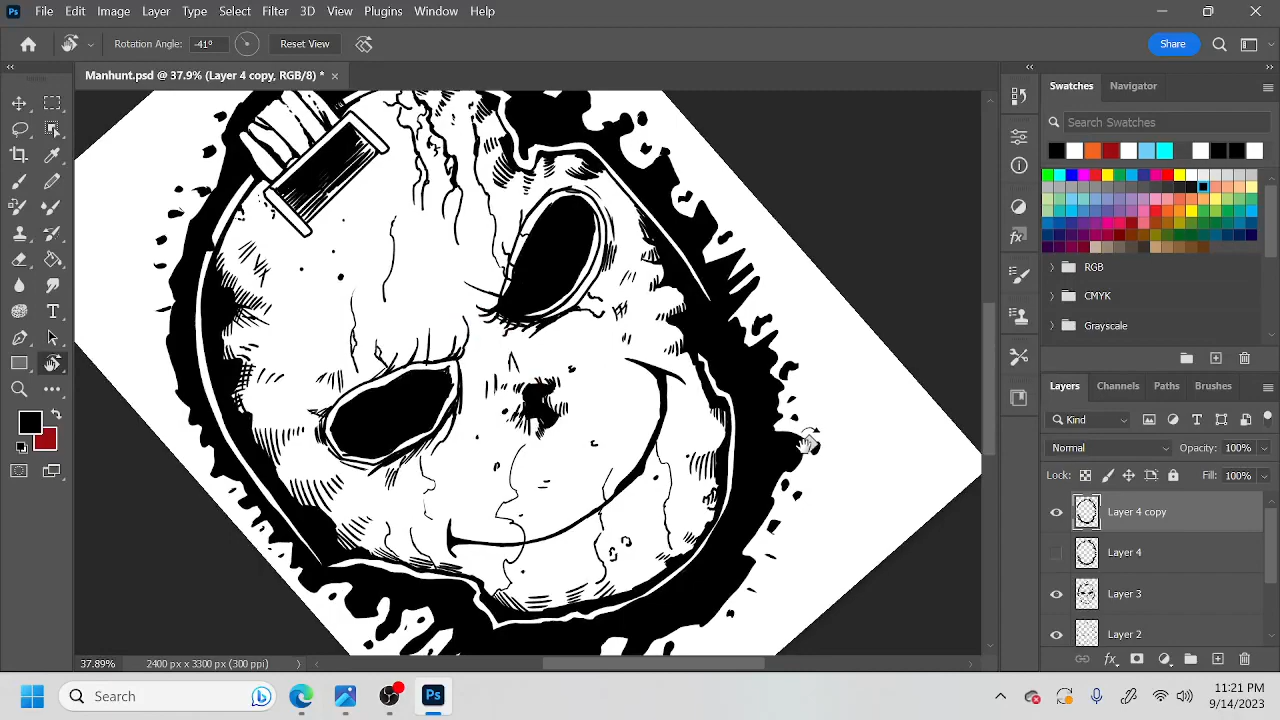 Ps File Edit Image Layer Type Select Filter 3D View Plugins Window Help
Rotation Angle: -41° Reset View Share
Manhunt.psd @ 37.9% (Layer 4 copy, RGB/8) * ×
Swatches Navigator
Search Swatches
RGB
CMYK
Grayscale
Layers Channels Paths Brushes
Kind
Normal Opacity: 100%
Lock: Fill: 100%
Layer 4 copy
Layer 4
Layer 3
Layer 2
37.89% 2400 px x 3300 px (300 ppi)
Search Ps
11:21 PM
9/14/2023